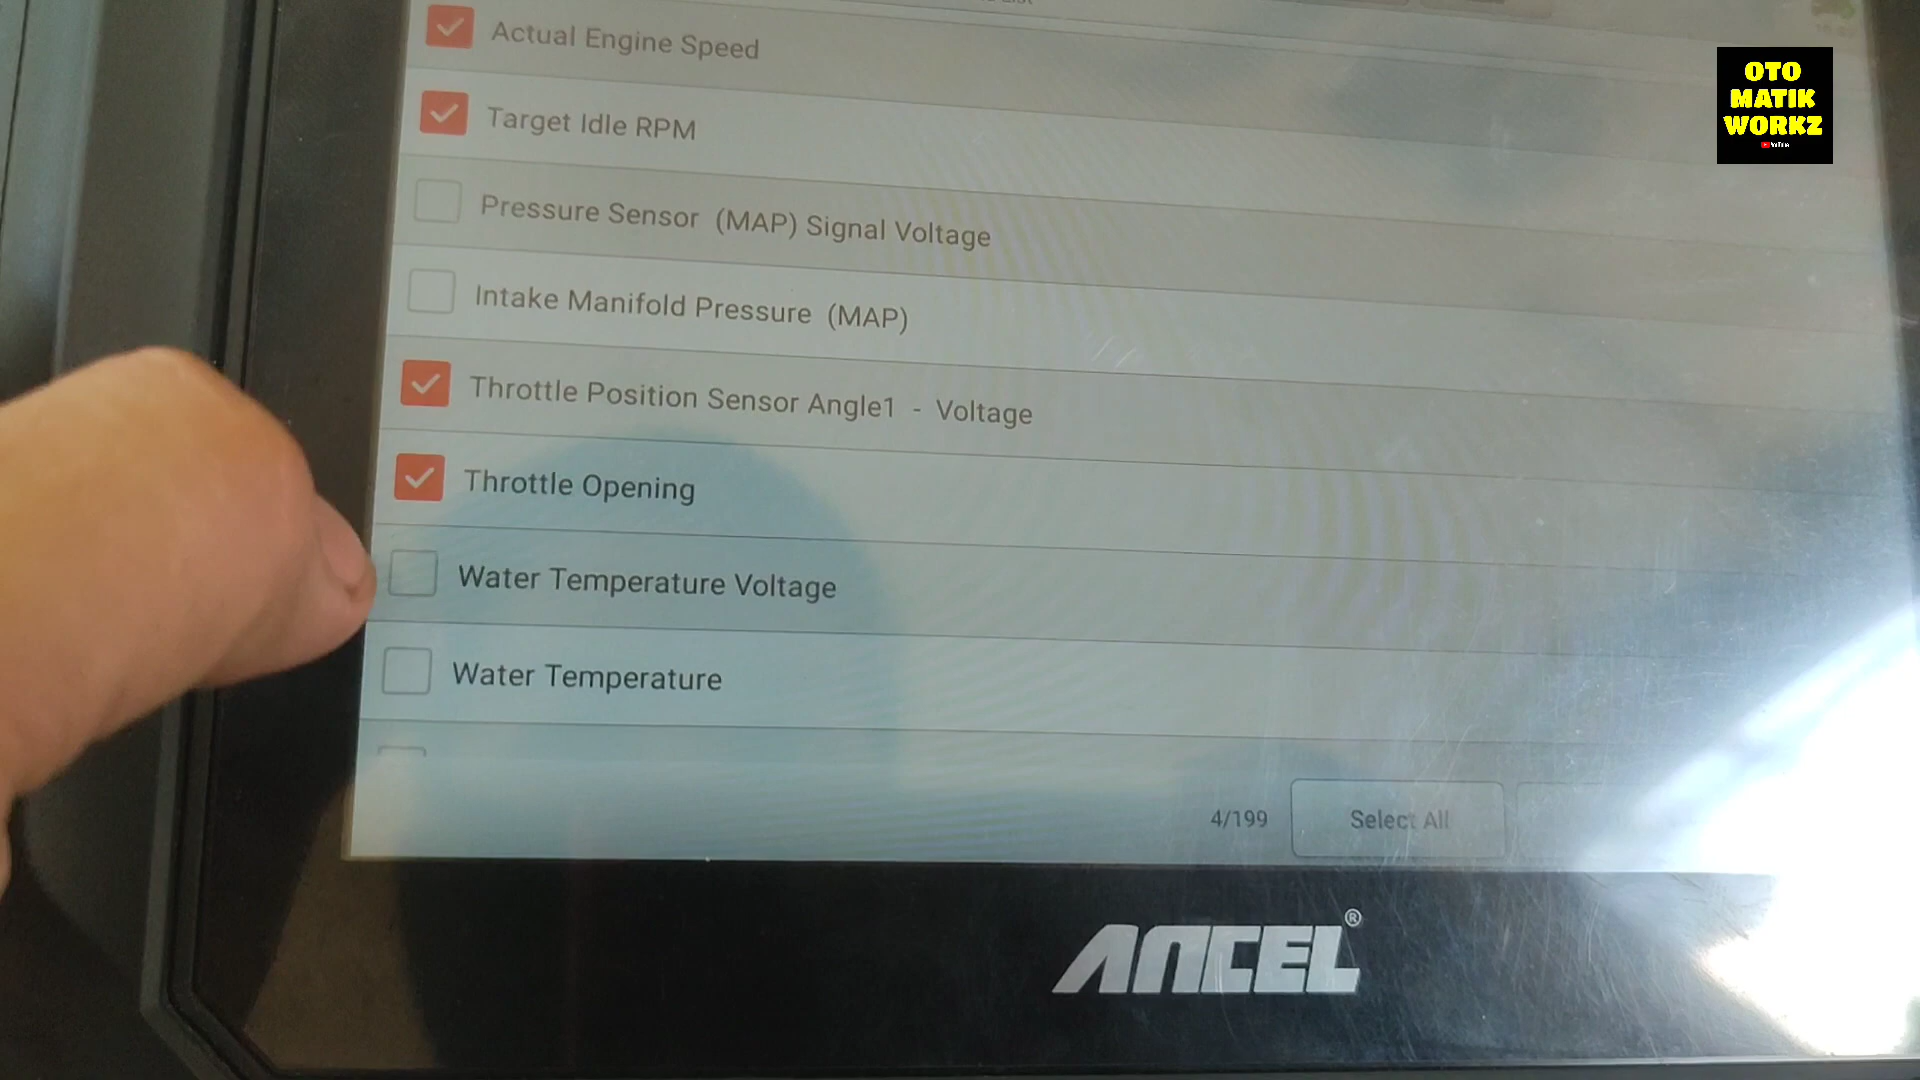 Actual Engine Speed
Target Idle RPM
Pressure Sensor (MAP) Signal Voltage
Intake Manifold Pressure (MAP)
Throttle Position Sensor Angle1 - Voltage
Throttle Opening
Water Temperature Voltage
Water Temperature
4/199
Select All
ANCEL®
OTO
MATIK
WORKZ
YouTube